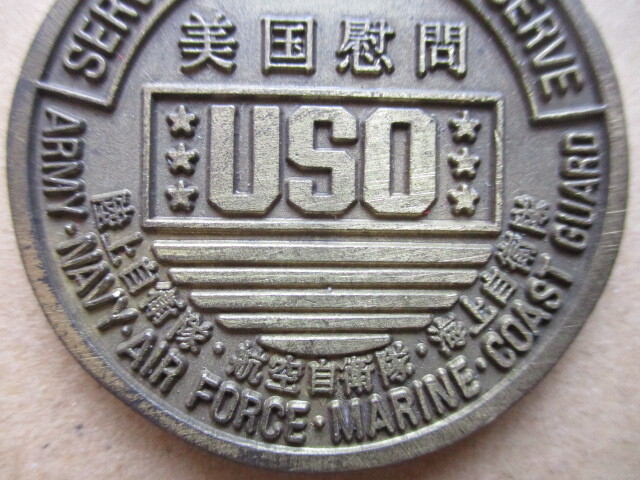 SERV
SERVE
美国慰問
USO
陸上自衛隊・航空自衛隊・海上自衛隊
ARMY・NAVY・AIR FORCE・MARINE・COAST GUARD